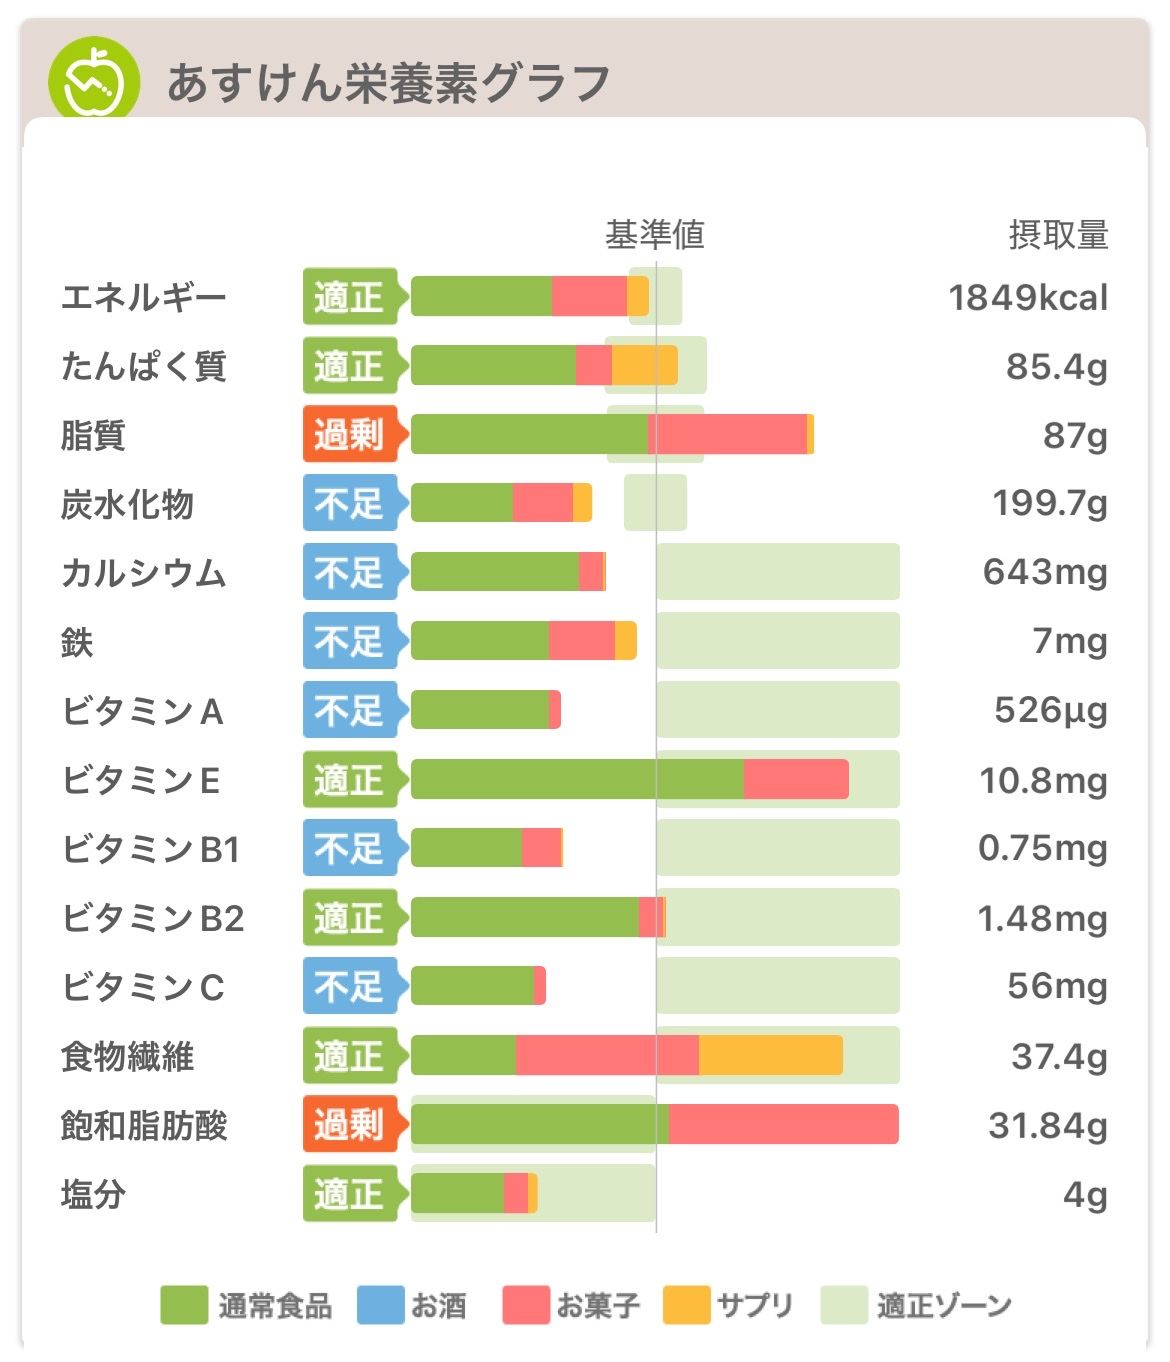 あすけん栄養素グラフ
基準値 摂取量
エネルギー 適正 1849kcal
たんぱく質 適正 85.4g
脂質 過剰 87g
炭水化物 不足 199.7g
カルシウム 不足 643mg
鉄 不足 7mg
ビタミンA 不足 526μg
ビタミンE 適正 10.8mg
ビタミンB1 不足 0.75mg
ビタミンB2 適正 1.48mg
ビタミンC 不足 56mg
食物繊維 適正 37.4g
飽和脂肪酸 過剰 31.84g
塩分 適正 4g
通常食品 お酒 お菓子 サプリ 適正ゾーン